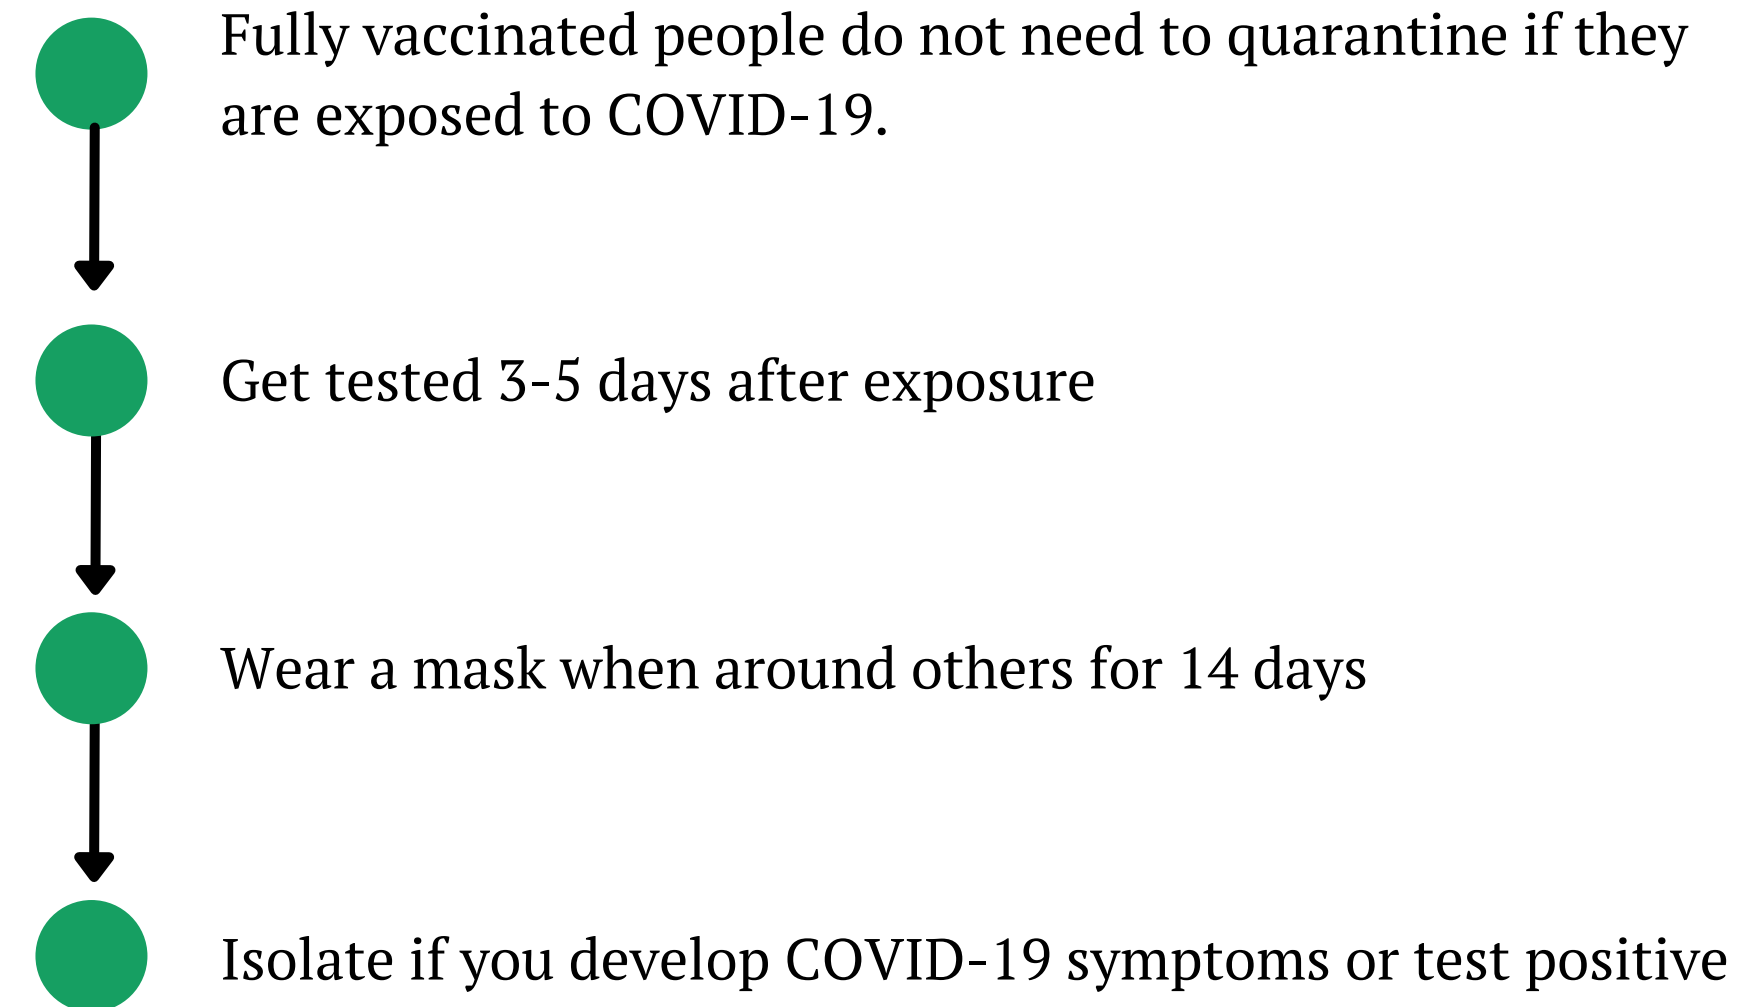 Fully vaccinated people do not need to quarantine if they
are exposed to COVID-19.
Get tested 3-5 days after exposure
Wear a mask when around others for 14 days
Isolate if you develop COVID-19 symptoms or test positive